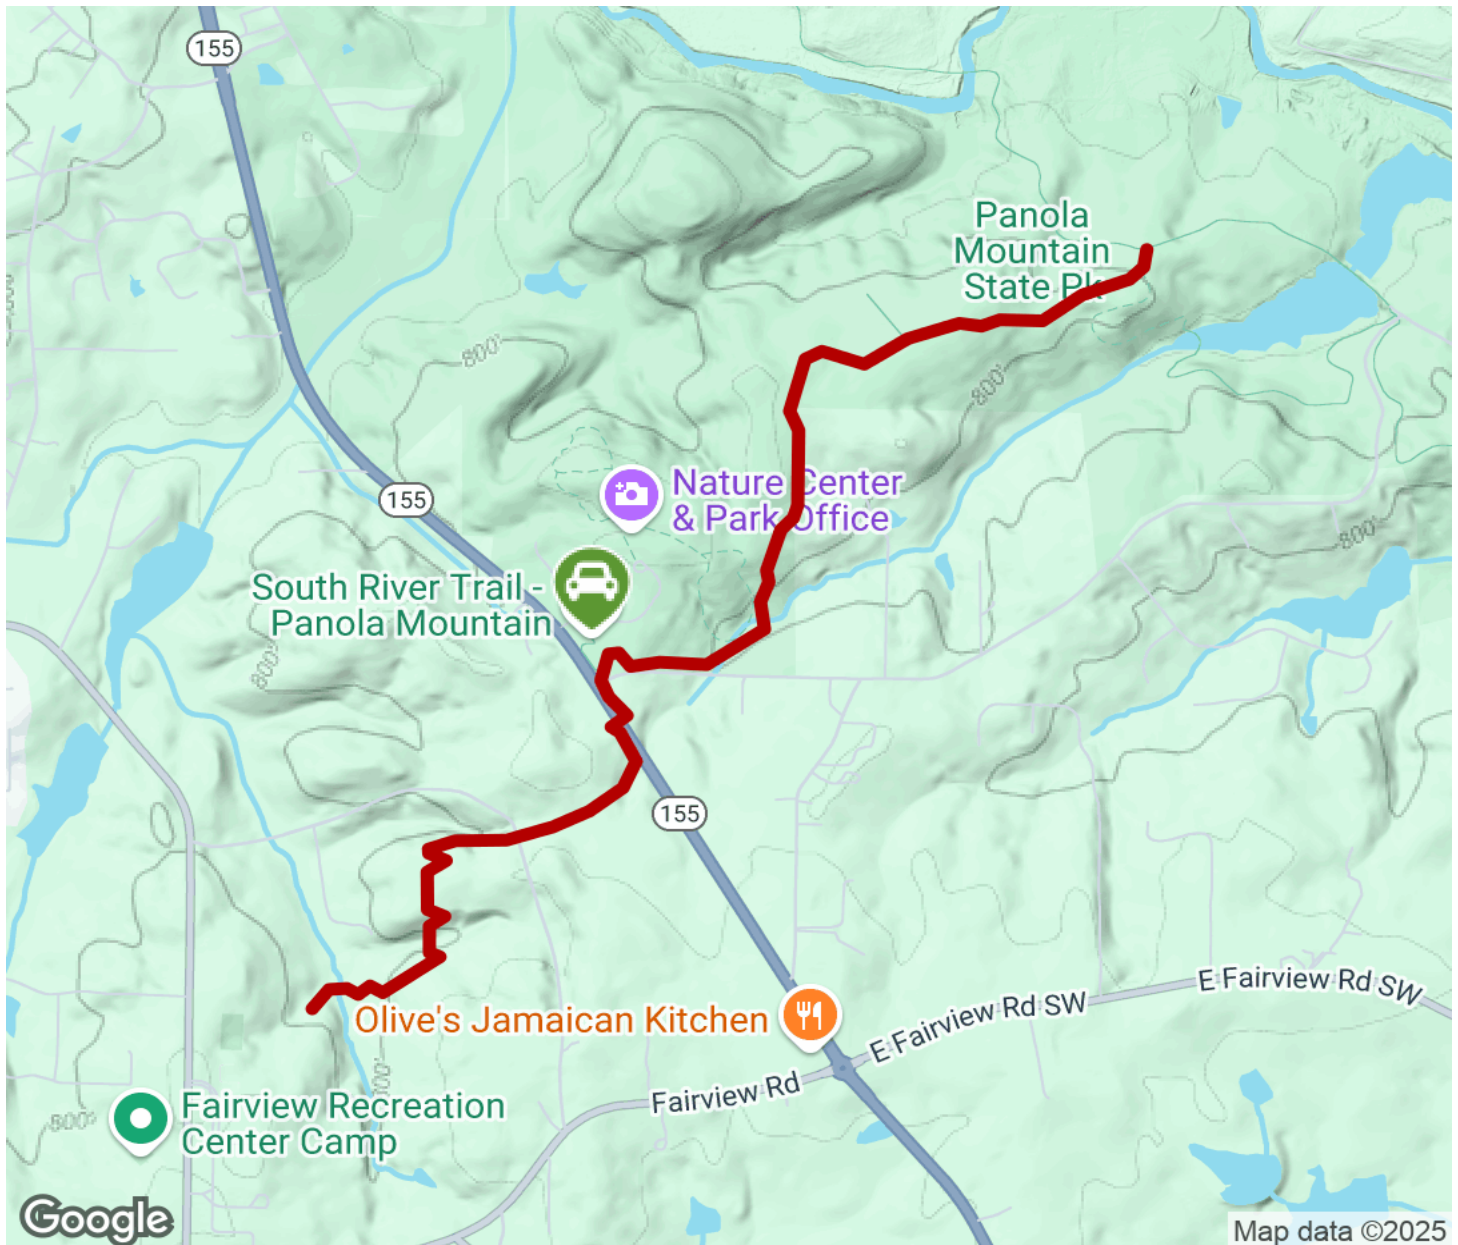 155
Panola
Mountain
State Pk
800'
800'
Nature Center
& Park Office
155
800'
South River Trail -
Panola Mountain
800'
155
E Fairview Rd SW
E Fairview Rd SW
Olive's Jamaican Kitchen
Fairview Rd
800'
Fairview Recreation
Center Camp
Google
Map data ©2025